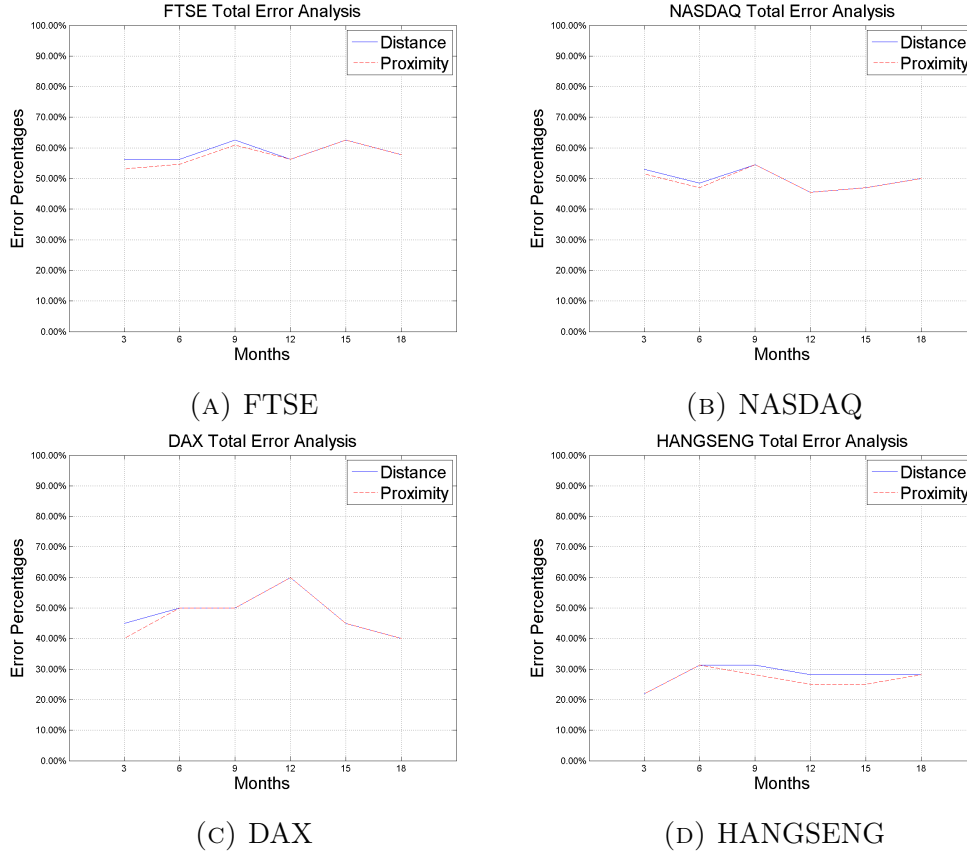 FTSE Total Error Analysis
100.00%
90.00%
80.00%
70.00%
60.00%
50.00%
40.00%
30.00%
20.00%
10.00%
0.00%
Error Percentages
3 6 9 12 15 18
Months
Distance
Proximity
(A) FTSE
NASDAQ Total Error Analysis
100.00%
90.00%
80.00%
70.00%
60.00%
50.00%
40.00%
30.00%
20.00%
10.00%
0.00%
Error Percentages
3 6 9 12 15 18
Months
Distance
Proximity
(B) NASDAQ
DAX Total Error Analysis
100.00%
90.00%
80.00%
70.00%
60.00%
50.00%
40.00%
30.00%
20.00%
10.00%
0.00%
Error Percentages
3 6 9 12 15 18
Months
Distance
Proximity
(C) DAX
HANGSENG Total Error Analysis
100.00%
90.00%
80.00%
70.00%
60.00%
50.00%
40.00%
30.00%
20.00%
10.00%
0.00%
Error Percentages
3 6 9 12 15 18
Months
Distance
Proximity
(D) HANGSENG